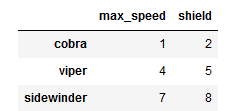 max_speed shield
cobra 1 2
viper 4 5
sidewinder 7 8